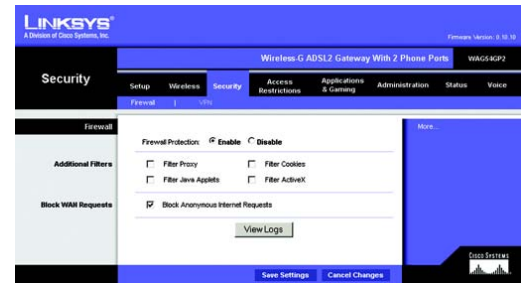 LINKSYS®
A Division of Cisco Systems, Inc.
Firmware Version: 0.10.10
Wireless-G ADSL2 Gateway With 2 Phone Ports WAG54GP2
Security
Setup Wireless Security Access Restrictions Applications & Gaming Administration Status Voice
Firewall | VPN
Firewall
Firewall Protection: Enable Disable
More...
Additional Filters
Filter Proxy Filter Cookies
Filter Java Applets Filter ActiveX
Block WAN Requests
Block Anonymous Internet Requests
View Logs
Save Settings Cancel Changes
CISCO SYSTEMS